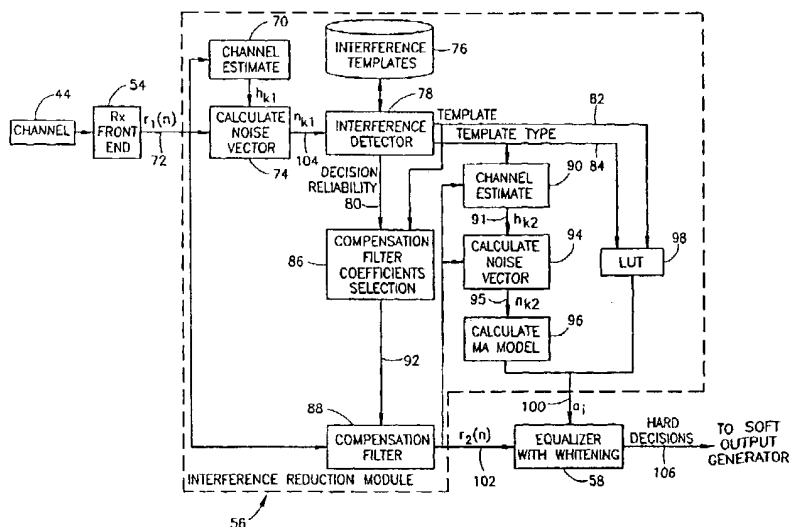 70
CHANNEL
ESTIMATE
INTERFERENCE
TEMPLATES
76
44
54
h_k1
78
TEMPLATE
82
CHANNEL
Rx
FRONT
END
r_1(n)
72
CALCULATE
NOISE
VECTOR
74
n_k1
104
INTERFERENCE
DETECTOR
TEMPLATE TYPE
84
DECISION
RELIABILITY
80
CHANNEL
ESTIMATE
90
91
h_k2
86
COMPENSATION
FILTER
COEFFICIENTS
SELECTION
CALCULATE
NOISE
VECTOR
94
LUT
98
95
n_k2
92
CALCULATE
MA MODEL
96
88
100
a_i
COMPENSATION
FILTER
r_2(n)
102
EQUALIZER
WITH WHITENING
58
HARD
DECISIONS
106
TO SOFT
OUTPUT
GENERATOR
INTERFERENCE REDUCTION MODULE
56